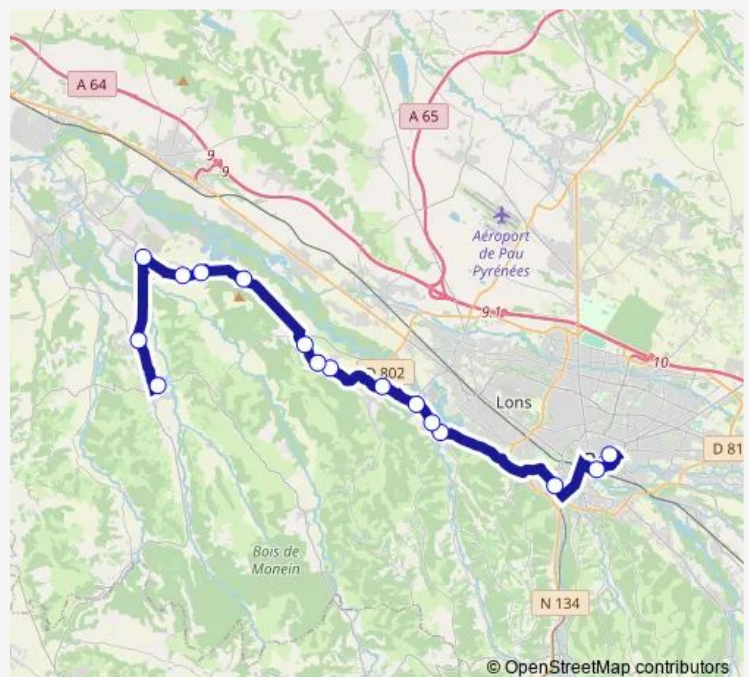 A 64
A 65
9
9
Aéroport
de Pau
Pyrénées
9.1
10
D 802
Lons
D 81
Bois de
Monein
N 134
© OpenStreetMap contributors